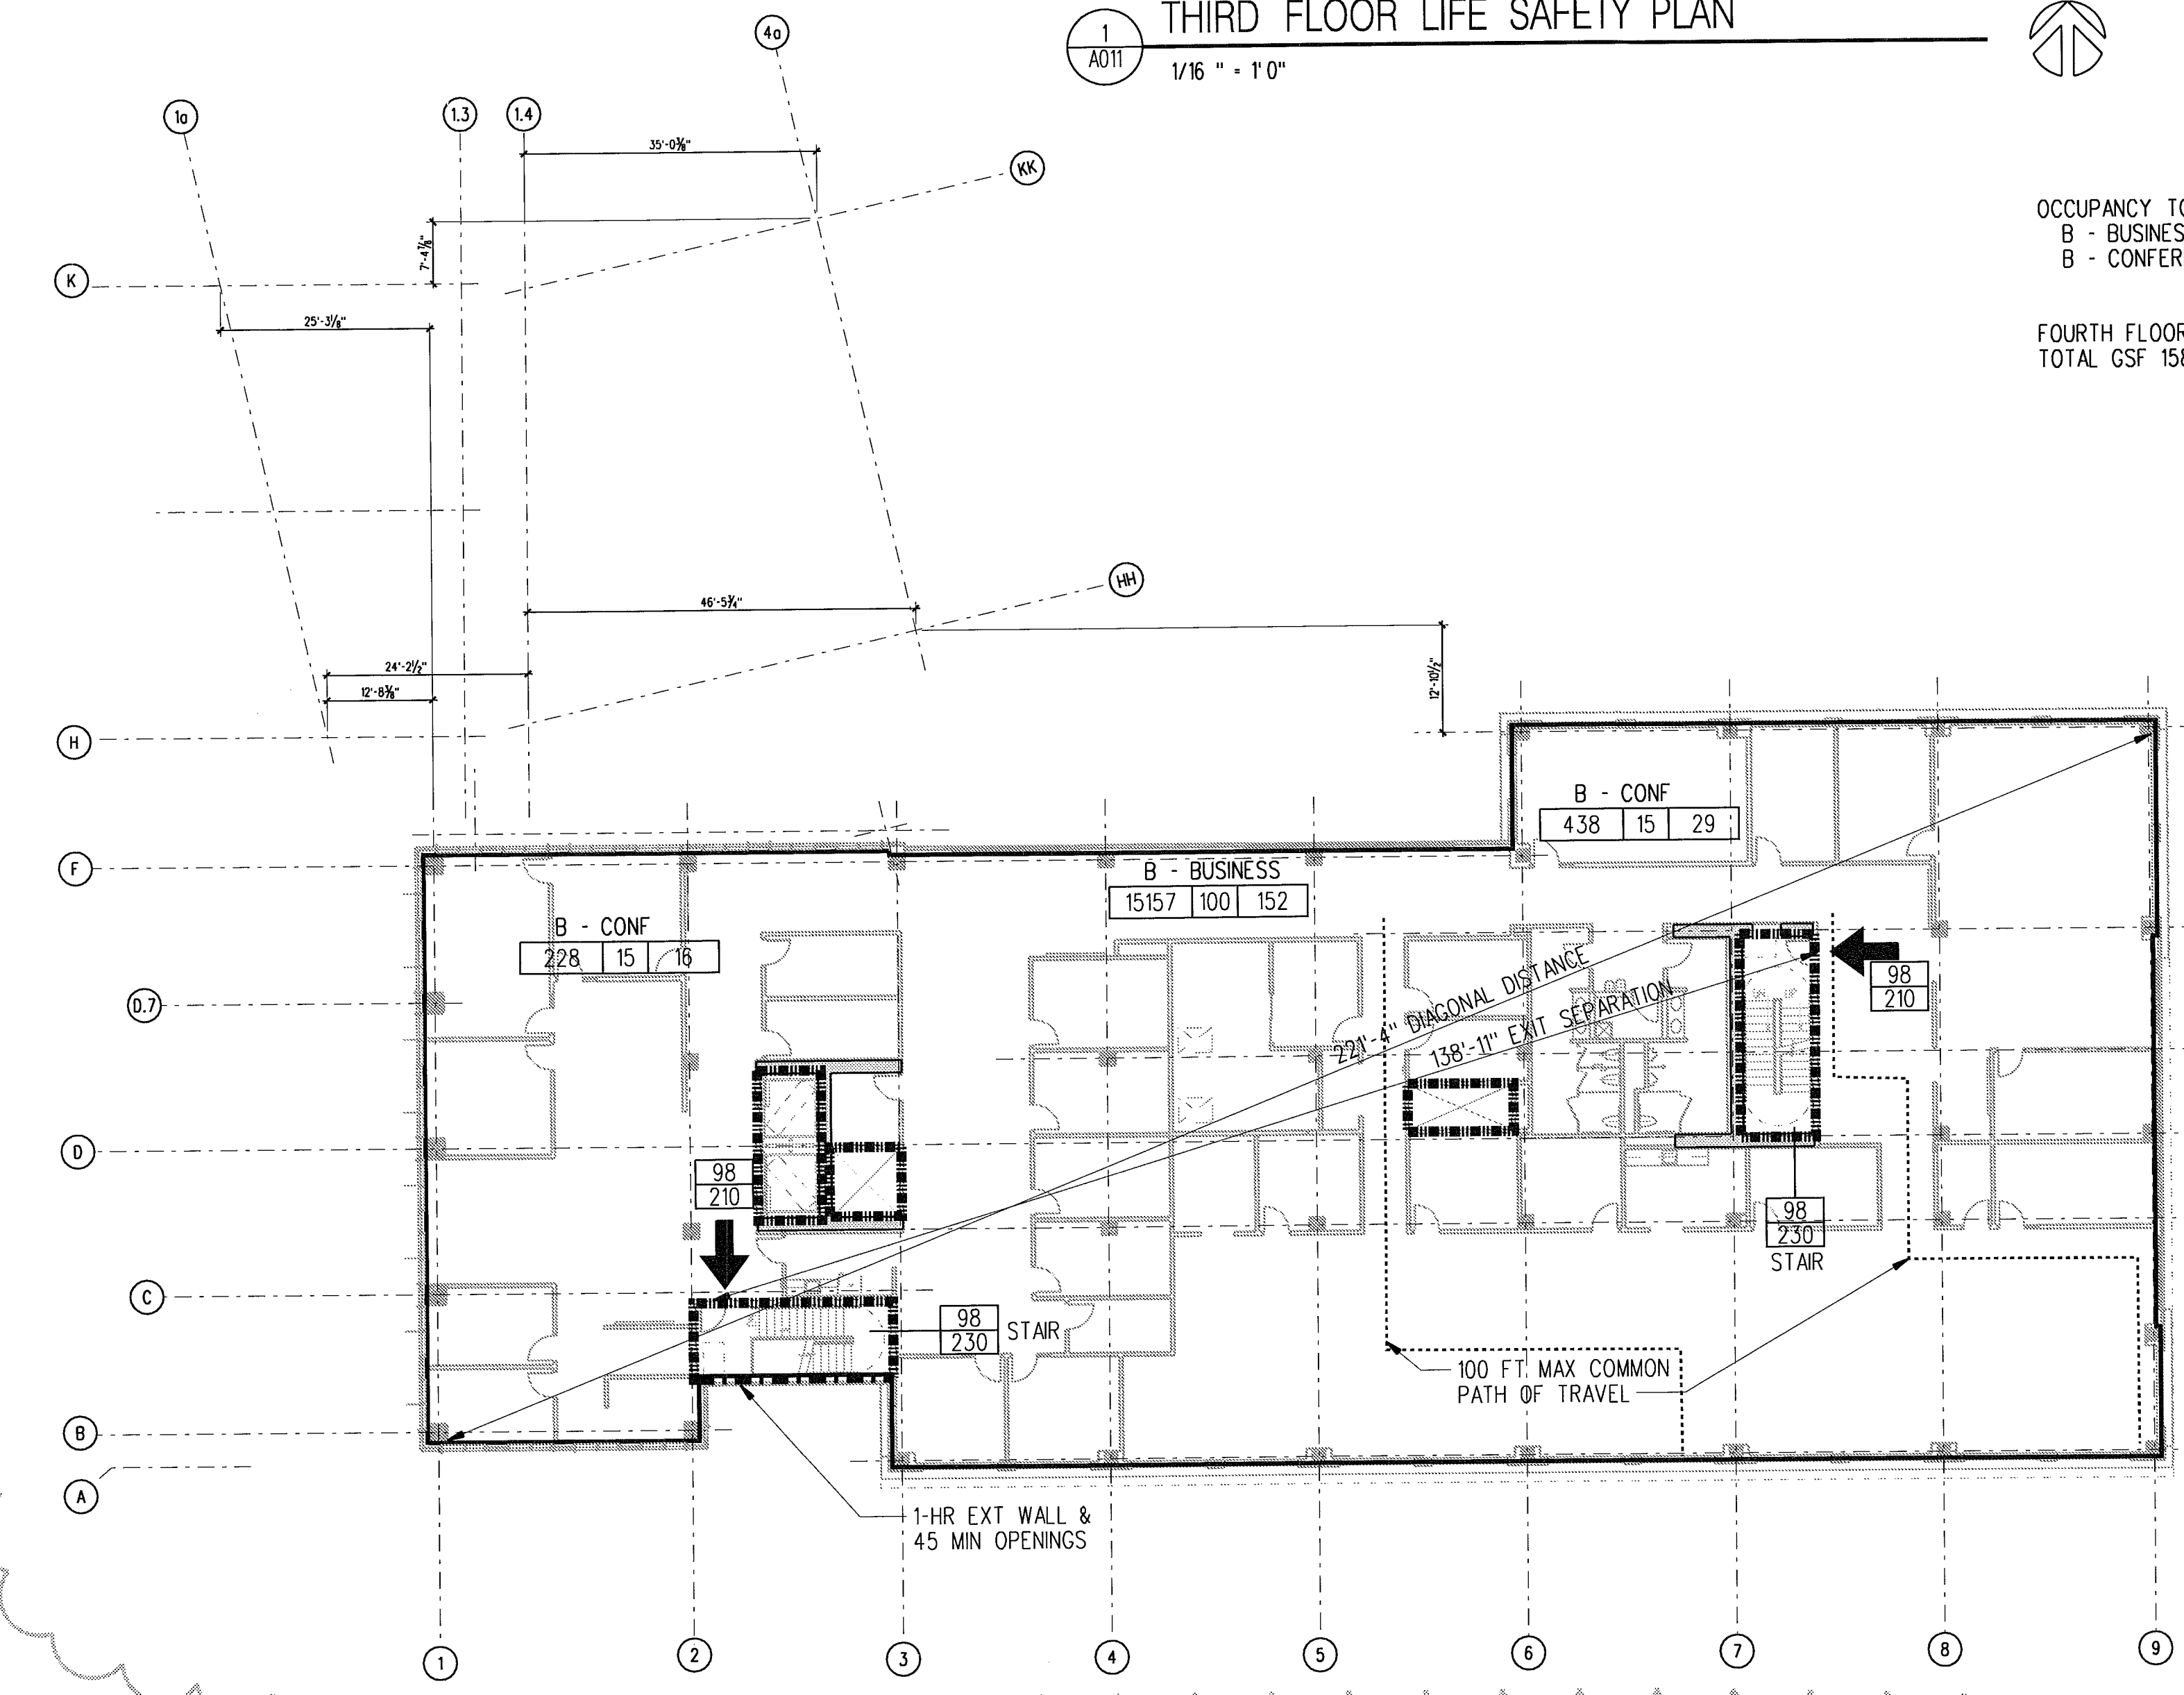 THIRD FLOOR LIFE SAFETY PLAN
1
A011
1/16 " = 1'0"
4a
1a
1.3
1.4
35'-0⅜"
KK
7'-4⅞"
K
25'-3⅛"
OCCUPANCY
B - BUSINES
B - CONFER
FOURTH FLOOR
TOTAL GSF 158
HH
46'-5¾"
24'-2½"
12'-8⅜"
12'-10½"
H
B - CONF
438 15 29
F
B - BUSINESS
15157 100 152
B - CONF
228 15 16
D.7
221'-4" DIAGONAL DISTANCE
138'-11" EXIT SEPARATION
98
210
D
98
210
98
230
STAIR
C
98
230
STAIR
100 FT MAX COMMON
PATH OF TRAVEL
B
A
1-HR EXT WALL &
45 MIN OPENINGS
1
2
3
4
5
6
7
8
9